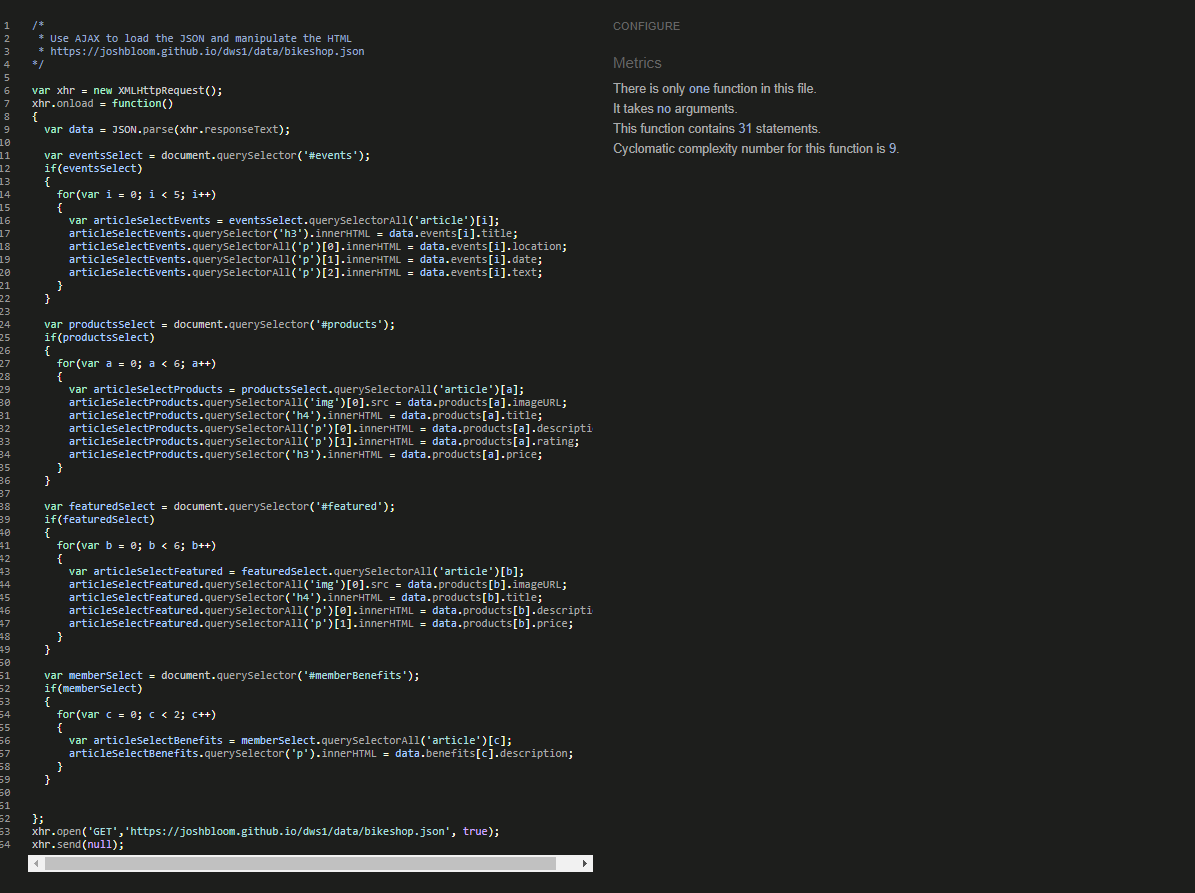 1 /*
2  * Use AJAX to load the JSON and manipulate the HTML
3  * https://joshbloom.github.io/dws1/data/bikeshop.json
4 */
5
6 var xhr = new XMLHttpRequest();
7 xhr.onload = function()
8 {
9   var data = JSON.parse(xhr.responseText);
10
11   var eventsSelect = document.querySelector('#events');
12   if(eventsSelect)
13   {
14     for(var i = 0; i < 5; i++)
15     {
16       var articleSelectEvents = eventsSelect.querySelectorAll('article')[i];
17       articleSelectEvents.querySelector('h3').innerHTML = data.events[i].title;
18       articleSelectEvents.querySelectorAll('p')[0].innerHTML = data.events[i].location;
19       articleSelectEvents.querySelectorAll('p')[1].innerHTML = data.events[i].date;
20       articleSelectEvents.querySelectorAll('p')[2].innerHTML = data.events[i].text;
21     }
22   }
23
24   var productsSelect = document.querySelector('#products');
25   if(productsSelect)
26   {
27     for(var a = 0; a < 6; a++)
28     {
29       var articleSelectProducts = productsSelect.querySelectorAll('article')[a];
30       articleSelectProducts.querySelectorAll('img')[0].src = data.products[a].imageURL;
31       articleSelectProducts.querySelector('h4').innerHTML = data.products[a].title;
32       articleSelectProducts.querySelectorAll('p')[0].innerHTML = data.products[a].descripti
33       articleSelectProducts.querySelectorAll('p')[1].innerHTML = data.products[a].rating;
34       articleSelectProducts.querySelector('h3').innerHTML = data.products[a].price;
35     }
36   }
37
38   var featuredSelect = document.querySelector('#featured');
39   if(featuredSelect)
40   {
41     for(var b = 0; b < 6; b++)
42     {
43       var articleSelectFeatured = featuredSelect.querySelectorAll('article')[b];
44       articleSelectFeatured.querySelectorAll('img')[0].src = data.products[b].imageURL;
45       articleSelectFeatured.querySelector('h4').innerHTML = data.products[b].title;
46       articleSelectFeatured.querySelectorAll('p')[0].innerHTML = data.products[b].descripti
47       articleSelectFeatured.querySelectorAll('p')[1].innerHTML = data.products[b].price;
48     }
49   }
50
51   var memberSelect = document.querySelector('#memberBenefits');
52   if(memberSelect)
53   {
54     for(var c = 0; c < 2; c++)
55     {
56       var articleSelectBenefits = memberSelect.querySelectorAll('article')[c];
57       articleSelectBenefits.querySelector('p').innerHTML = data.benefits[c].description;
58     }
59   }
60
61
62 };
63 xhr.open('GET','https://joshbloom.github.io/dws1/data/bikeshop.json', true);
64 xhr.send(null);
CONFIGURE
Metrics
There is only one function in this file.
It takes no arguments.
This function contains 31 statements.
Cyclomatic complexity number for this function is 9.